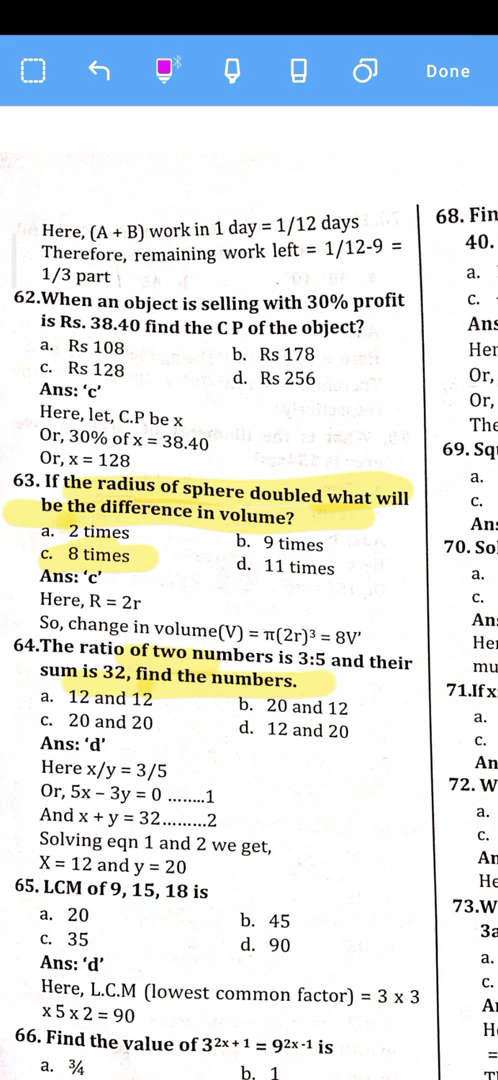 Done
Here, (A + B) work in 1 day = 1/12 days
Therefore, remaining work left = 1/12-9 =
1/3 part
62.When an object is selling with 30% profit
is Rs. 38.40 find the C P of the object?
a. Rs 108
b. Rs 178
c. Rs 128
d. Rs 256
Ans: ‘c’
Here, let, C.P be x
Or, 30% of x = 38.40
Or, x = 128
63. If the radius of sphere doubled what will
be the difference in volume?
a. 2 times
b. 9 times
c. 8 times
d. 11 times
Ans: ‘c’
Here, R = 2r
So, change in volume(V) = π(2r)³ = 8V’
64.The ratio of two numbers is 3:5 and their
sum is 32, find the numbers.
a. 12 and 12
b. 20 and 12
c. 20 and 20
d. 12 and 20
Ans: ‘d’
Here x/y = 3/5
Or, 5x – 3y = 0 ........1
And x + y = 32.........2
Solving eqn 1 and 2 we get,
X = 12 and y = 20
65. LCM of 9, 15, 18 is
a. 20
b. 45
c. 35
d. 90
Ans: ‘d’
Here, L.C.M (lowest common factor) = 3 x 3
x 5 x 2 = 90
66. Find the value of 3²ˣ⁺¹ = 9²ˣ⁻¹ is
a. ¾
b. 1
68. Fin
40.
a.
c.
Ans
Her
Or,
Or,
The
69. Squ
a.
c.
Ans
70. So
a.
c.
An
Her
mu
71.If x
a.
c.
An
72. W
a.
c.
An
He
73.W
3a
a.
c.
A
H
=
T